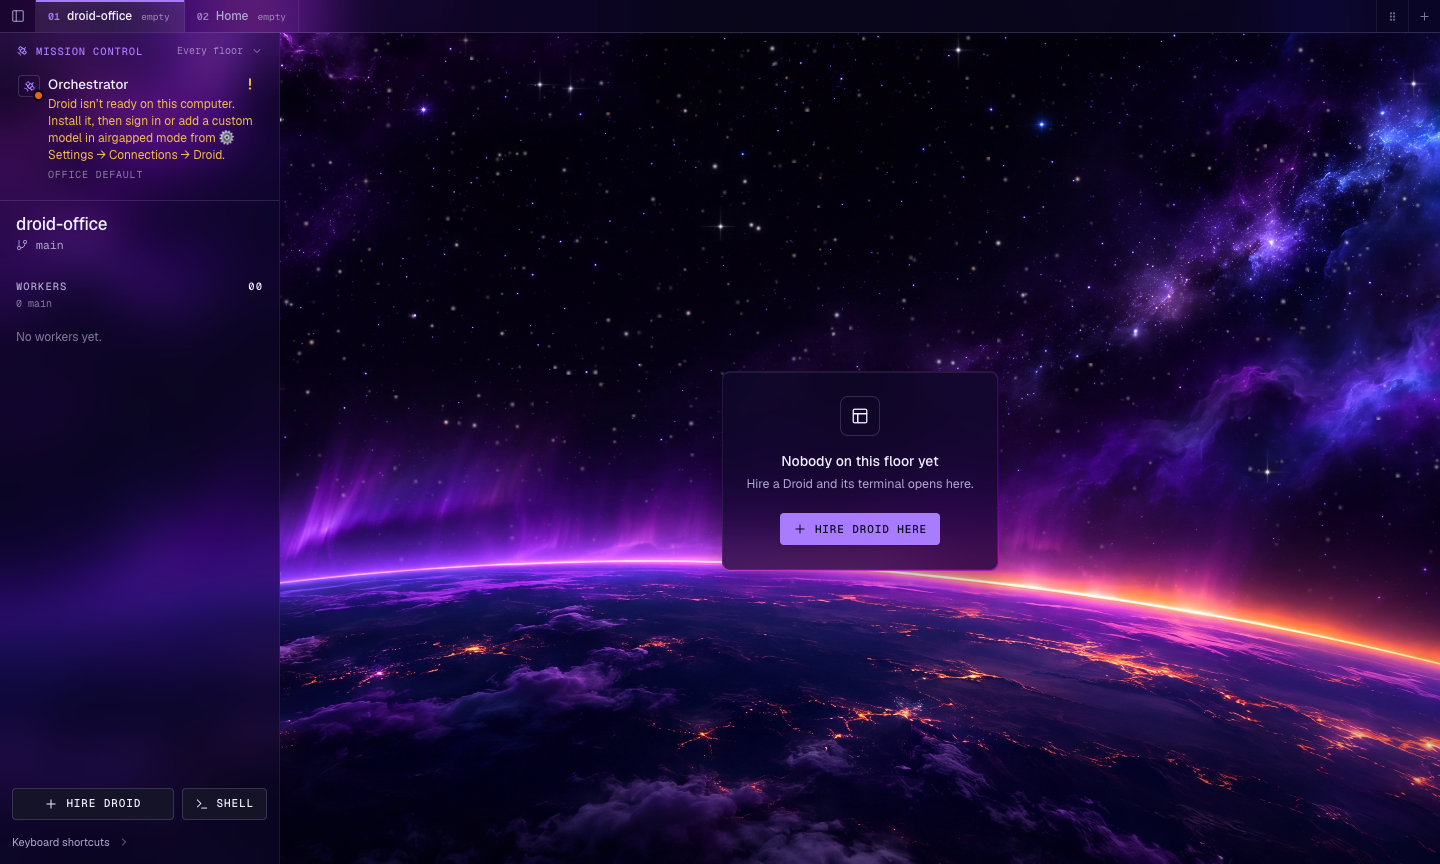 01 droid-office empty
02 Home empty
MISSION CONTROL
Every floor
Orchestrator
!
Droid isn't ready on this computer.
Install it, then sign in or add a custom
model in airgapped mode from ⚙️
Settings → Connections → Droid.
OFFICE DEFAULT
droid-office
main
WORKERS 00
0 main
No workers yet.
Nobody on this floor yet
Hire a Droid and its terminal opens here.
+ HIRE DROID HERE
+ HIRE DROID
SHELL
Keyboard shortcuts